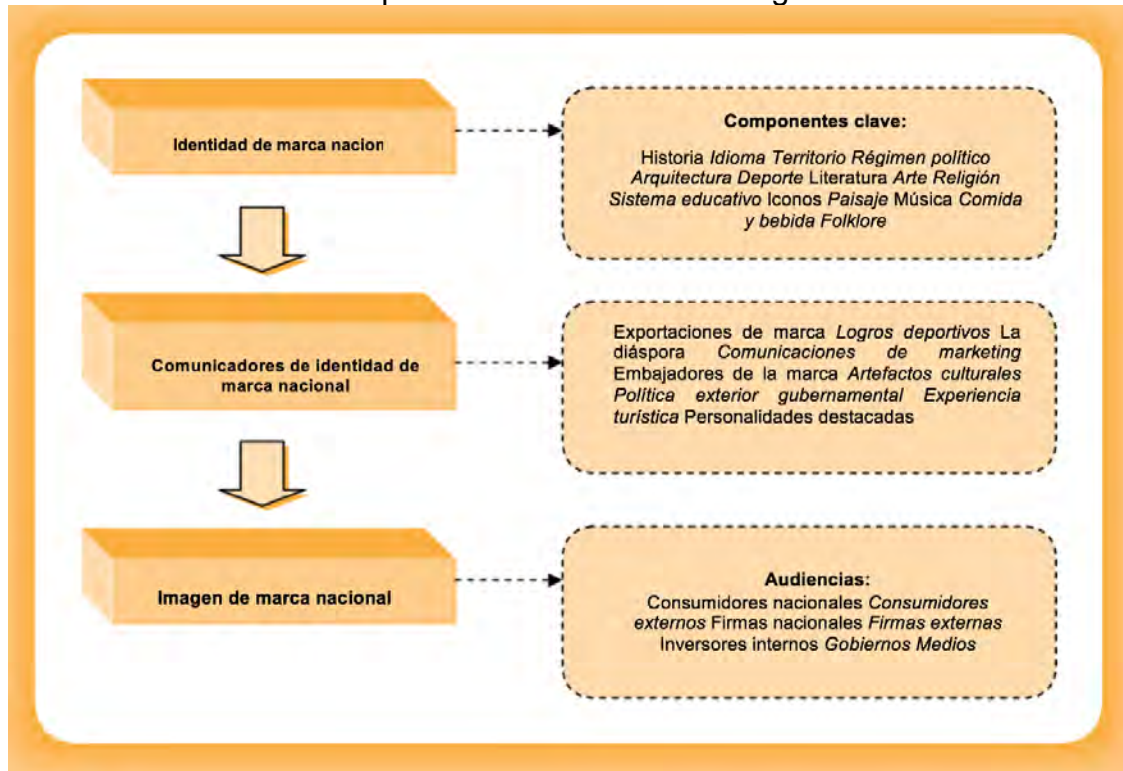 Identidad de marca nacion
Componentes clave:
Historia Idioma Territorio Régimen político
Arquitectura Deporte Literatura Arte Religión
Sistema educativo Iconos Paisaje Música Comida
y bebida Folklore
Comunicadores de identidad de
marca nacional
Exportaciones de marca Logros deportivos La
diáspora Comunicaciones de marketing
Embajadores de la marca Artefactos culturales
Política exterior gubernamental Experiencia
turística Personalidades destacadas
Imagen de marca nacional
Audiencias:
Consumidores nacionales Consumidores
externos Firmas nacionales Firmas externas
Inversores internos Gobiernos Medios